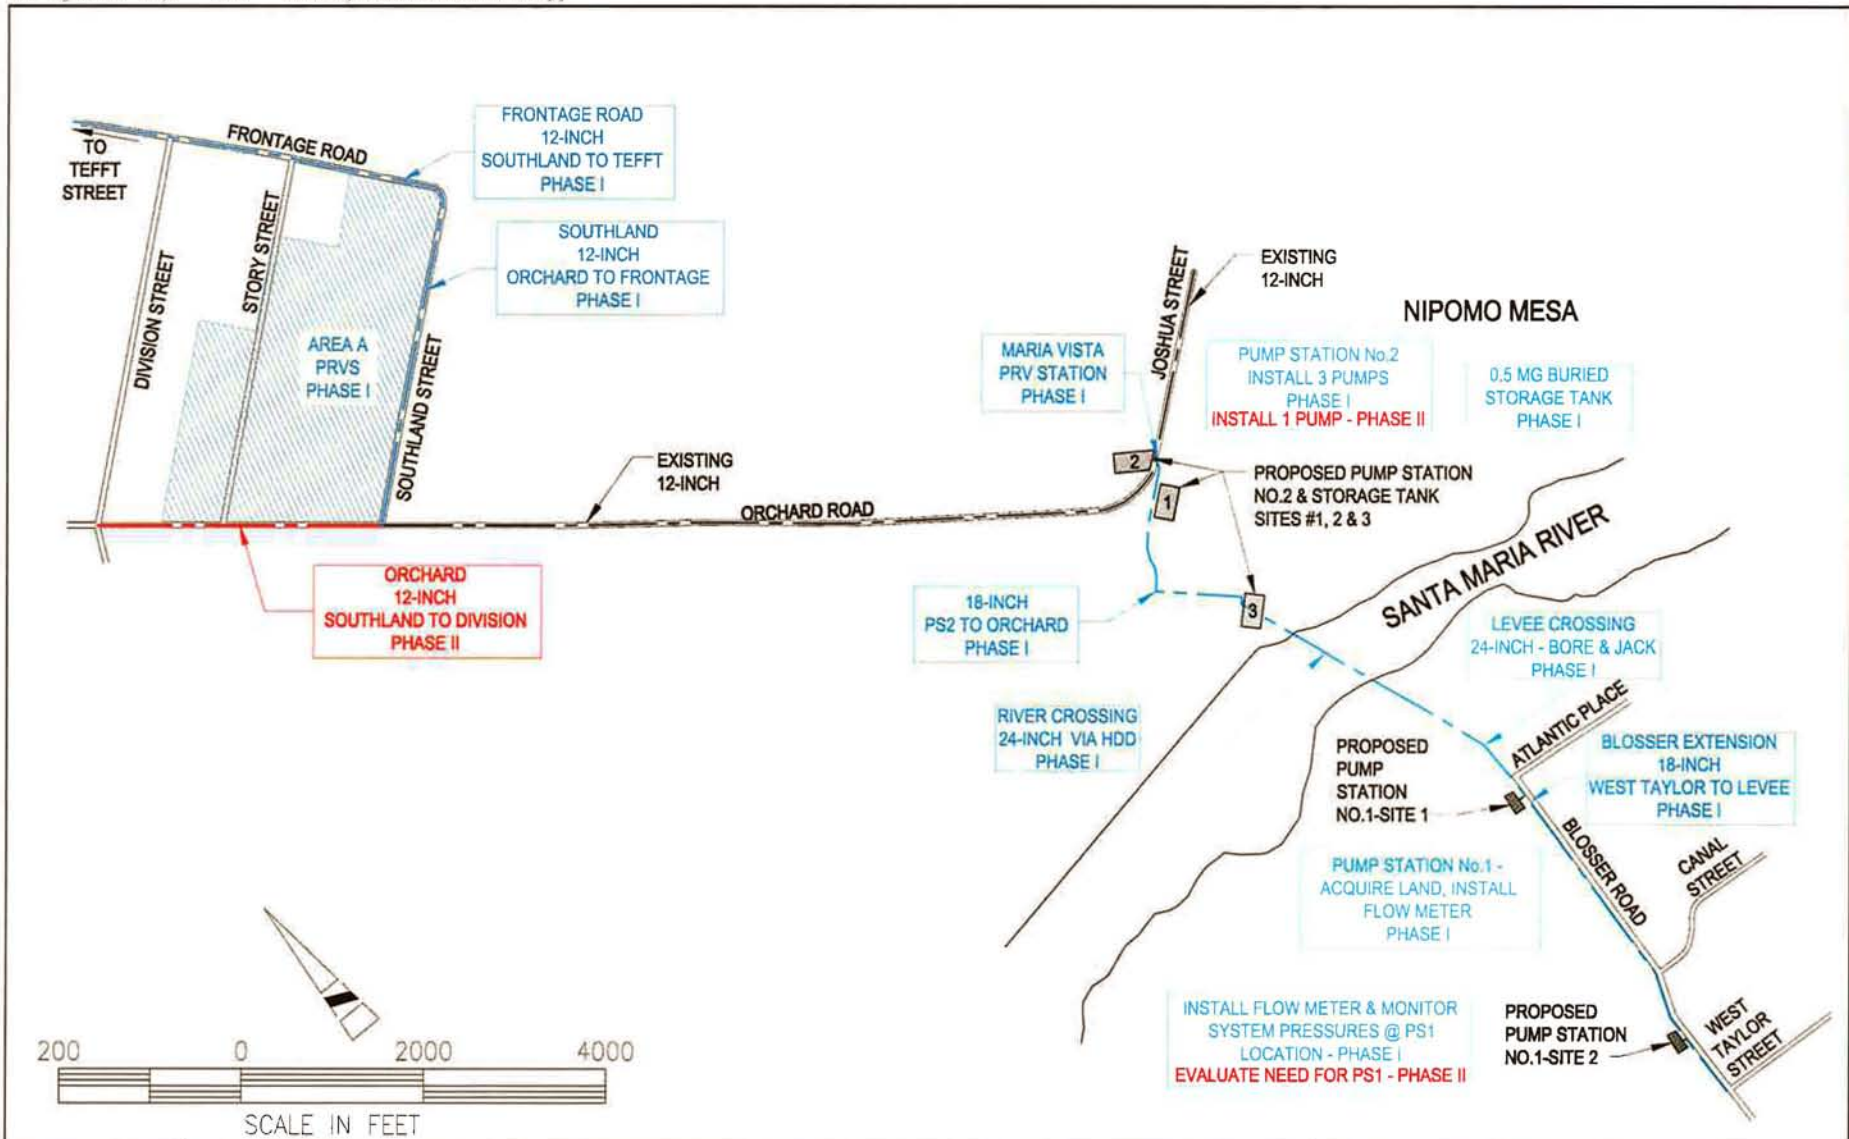 FRONTAGE ROAD
12-INCH
SOUTHLAND TO TEFFT
PHASE I
FRONTAGE ROAD
TO
TEFFT
STREET
SOUTHLAND
12-INCH
ORCHARD TO FRONTAGE
PHASE I
DIVISION STREET
STORY STREET
AREA A
PRVS
PHASE I
SOUTHLAND STREET
EXISTING
12-INCH
ORCHARD ROAD
ORCHARD
12-INCH
SOUTHLAND TO DIVISION
PHASE II
JOSHUA STREET
EXISTING
12-INCH
NIPOMO MESA
MARIA VISTA
PRV STATION
PHASE I
PUMP STATION No.2
INSTALL 3 PUMPS
PHASE I
INSTALL 1 PUMP - PHASE II
0.5 MG BURIED
STORAGE TANK
PHASE I
2
1
PROPOSED PUMP STATION
NO.2 & STORAGE TANK
SITES #1, 2 & 3
3
SANTA MARIA RIVER
18-INCH
PS2 TO ORCHARD
PHASE I
LEVEE CROSSING
24-INCH - BORE & JACK
PHASE I
RIVER CROSSING
24-INCH VIA HDD
PHASE I
ATLANTIC PLACE
PROPOSED
PUMP
STATION
NO.1-SITE 1
BLOSSER EXTENSION
18-INCH
WEST TAYLOR TO LEVEE
PHASE I
BLOSSER ROAD
CANAL
STREET
PUMP STATION No.1 -
ACQUIRE LAND, INSTALL
FLOW METER
PHASE I
INSTALL FLOW METER & MONITOR
SYSTEM PRESSURES @ PS1
LOCATION - PHASE I
EVALUATE NEED FOR PS1 - PHASE II
PROPOSED
PUMP STATION
NO.1-SITE 2
WEST
TAYLOR
STREET
200 0 2000 4000
SCALE IN FEET